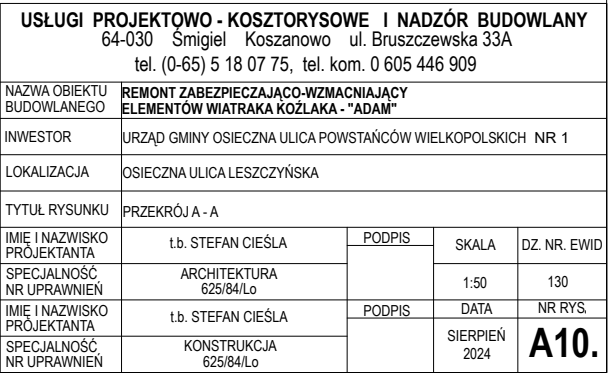 USŁUGI PROJEKTOWO - KOSZTORYSOWE I NADZÓR BUDOWLANY
64-030 Śmigiel Koszanowo ul. Bruszczewska 33A
tel. (0-65) 5 18 07 75, tel. kom. 0 605 446 909
NAZWA OBIEKTU BUDOWLANEGO
REMONT ZABEZPIECZAJĄCO-WZMACNIAJĄCY
ELEMENTÓW WIATRAKA KOŹLAKA - "ADAM"
INWESTOR URZĄD GMINY OSIECZNA ULICA POWSTAŃCÓW WIELKOPOLSKICH NR 1
LOKALIZACJA OSIECZNA ULICA LESZCZYŃSKA
TYTUŁ RYSUNKU PRZEKRÓJ A - A
IMIĘ I NAZWISKO
PROJEKTANTA
t.b. STEFAN CIEŚLA
PODPIS
SKALA
DZ. NR. EWID
SPECJALNOŚĆ
NR UPRAWNIEŃ
ARCHITEKTURA
625/84/Lo
1:50
130
IMIĘ I NAZWISKO
PROJEKTANTA
t.b. STEFAN CIEŚLA
PODPIS
DATA
NR RYS.
SPECJALNOŚĆ
NR UPRAWNIEŃ
KONSTRUKCJA
625/84/Lo
SIERPIEŃ
2024
A10.